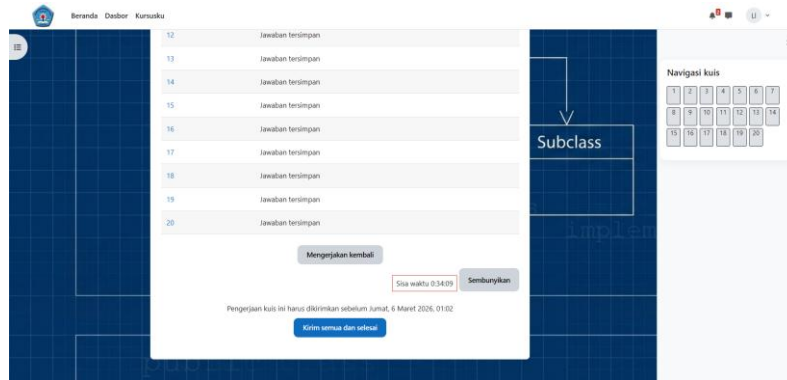 Beranda Dasbor Kursusku
LI
12 Jawaban tersimpan
13 Jawaban tersimpan
14 Jawaban tersimpan
15 Jawaban tersimpan
16 Jawaban tersimpan
17 Jawaban tersimpan
18 Jawaban tersimpan
19 Jawaban tersimpan
20 Jawaban tersimpan
Mengerjakan kembali
Sisa waktu 0:34:09 Sembunyikan
Pengerjaan kuis ini harus dikirimkan sebelum Jumat, 6 Maret 2026, 01:02
Kirim semua dan selesai
Subclass
implem
public
Navigasi kuis
1 2 3 4 5 6 7
8 9 10 11 12 13 14
15 16 17 18 19 20